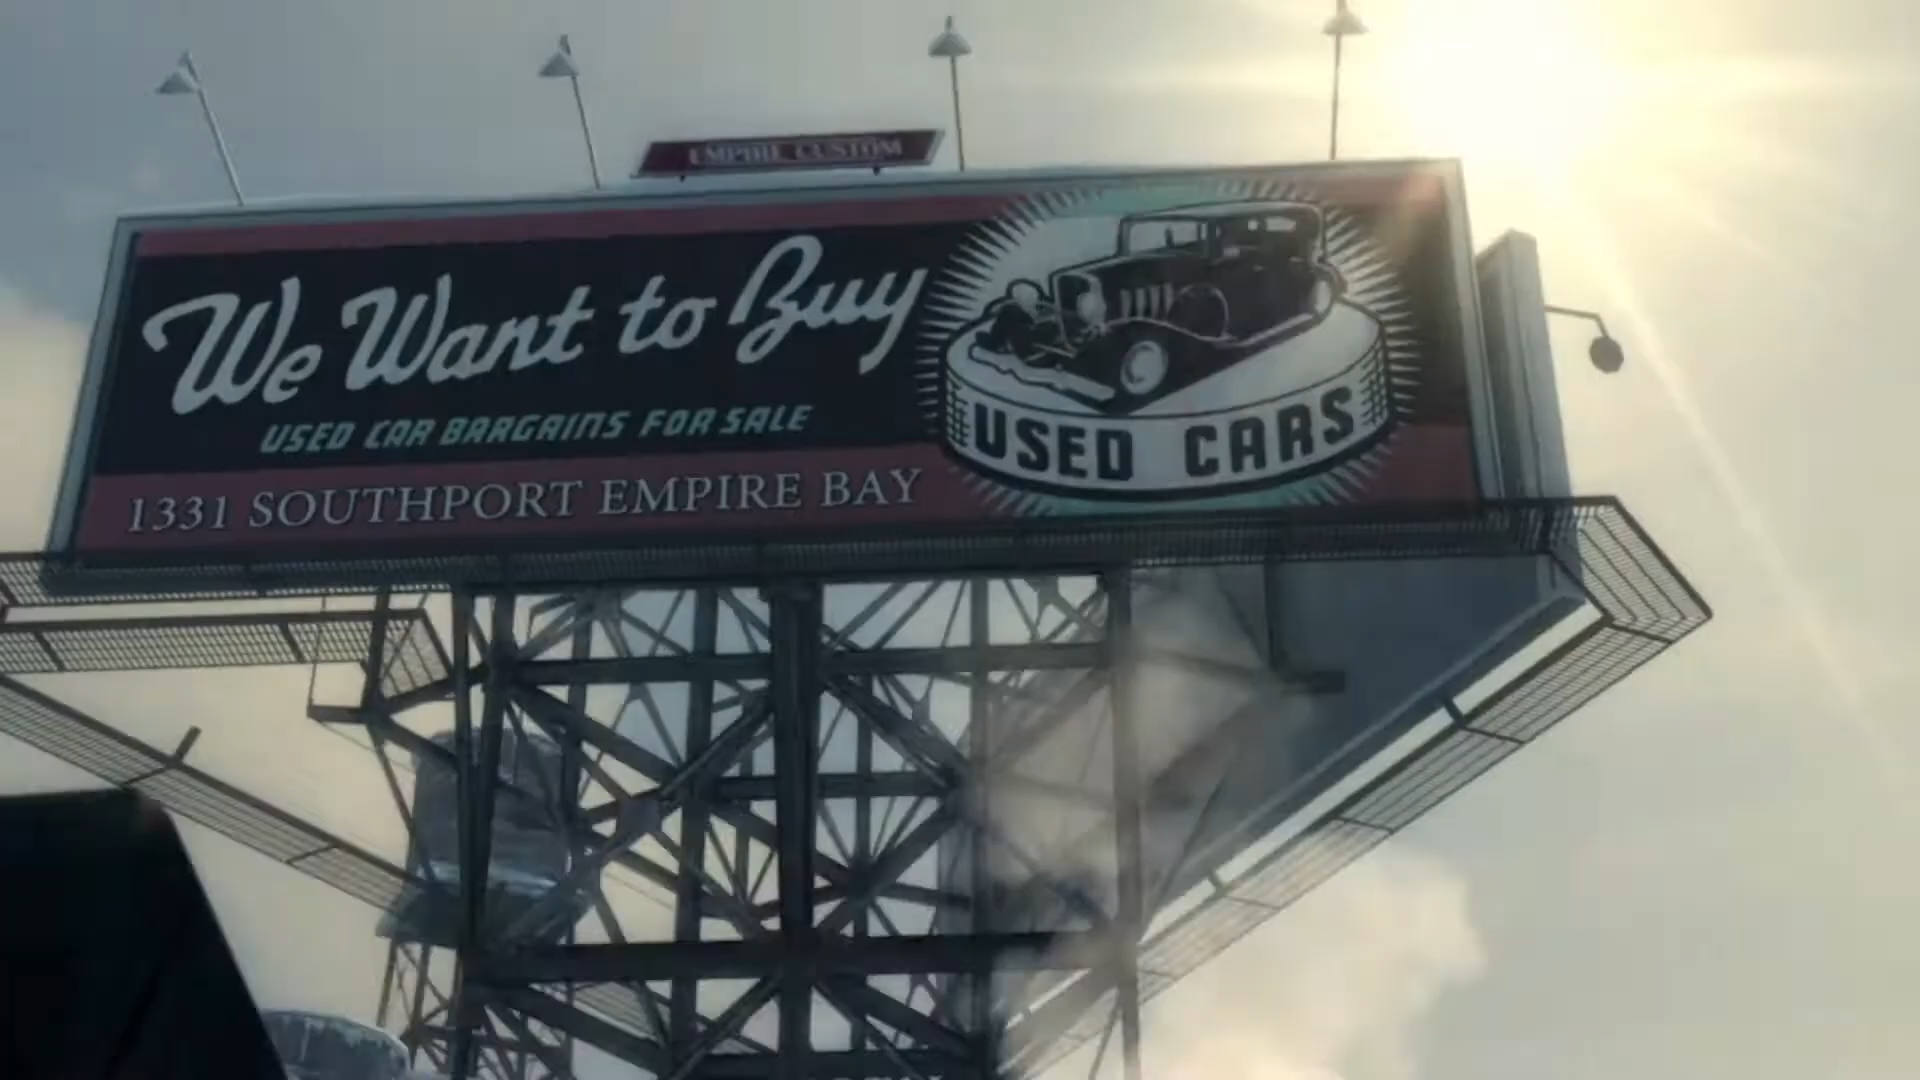 EMPIRE CUSTOM
We Want to Buy
USED CAR BARGAINS FOR SALE
1331 SOUTHPORT EMPIRE BAY
USED CARS